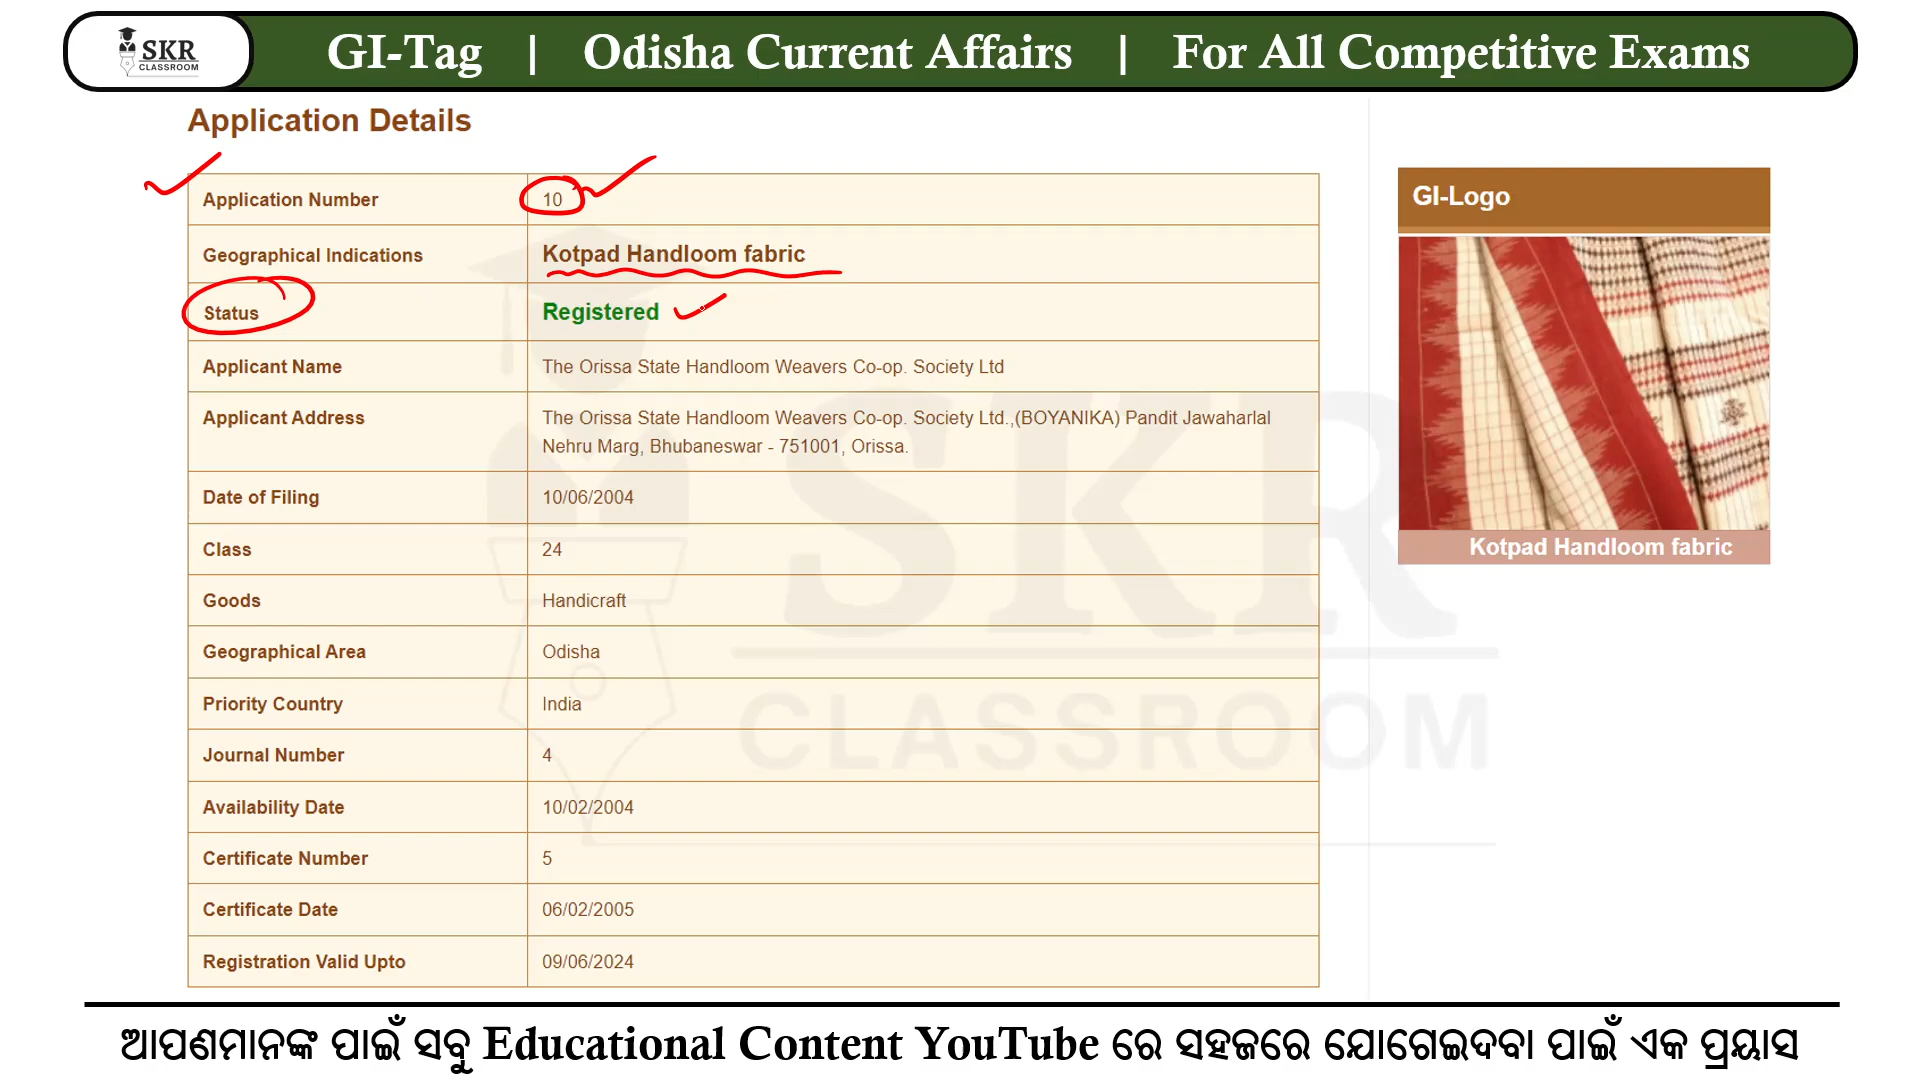 SKR
CLASSROOM
GI-Tag | Odisha Current Affairs | For All Competitive Exams
Application Details
Application Number 10
Geographical Indications Kotpad Handloom fabric
Status Registered
Applicant Name The Orissa State Handloom Weavers Co-op. Society Ltd
Applicant Address The Orissa State Handloom Weavers Co-op. Society Ltd.,(BOYANIKA) Pandit Jawaharlal
Nehru Marg, Bhubaneswar - 751001, Orissa.
Date of Filing 10/06/2004
Class 24
Goods Handicraft
Geographical Area Odisha
Priority Country India
Journal Number 4
Availability Date 10/02/2004
Certificate Number 5
Certificate Date 06/02/2005
Registration Valid Upto 09/06/2024
GI-Logo
Kotpad Handloom fabric
SKR
CLASSROOM
ଆପଣମାନଙ୍କ ପାଇଁ ସବୁ Educational Content YouTube ରେ ସହଜରେ ଯୋଗେଇଦବା ପାଇଁ ଏକ ପ୍ରୟାସ